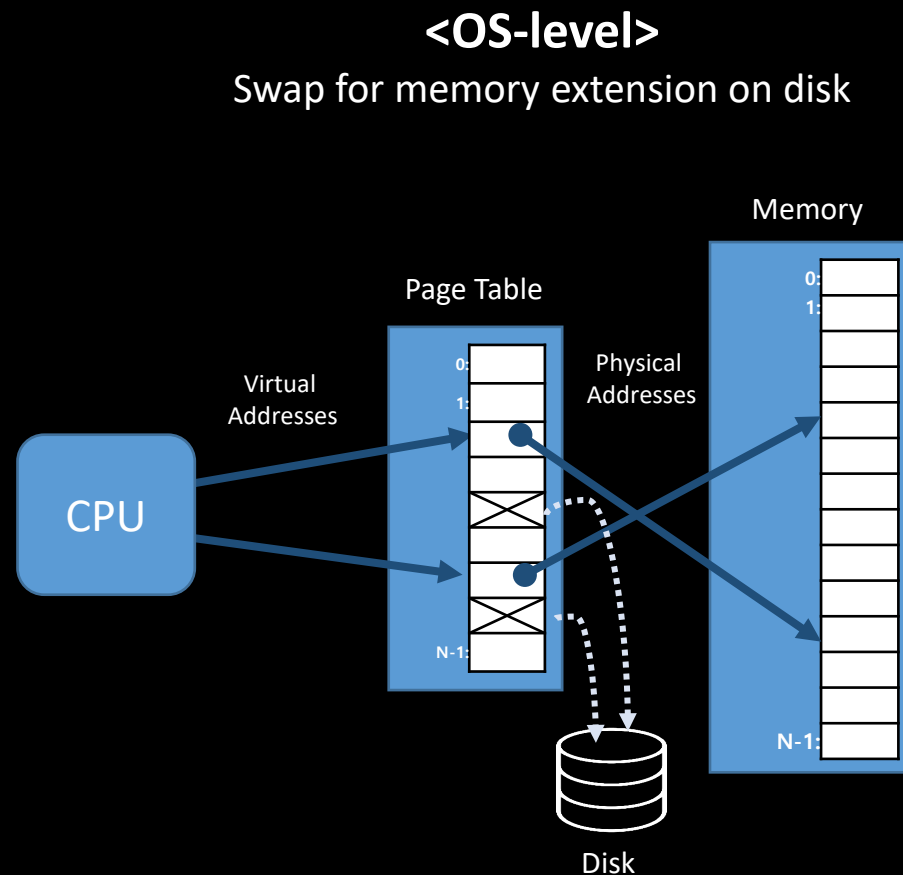 <OS-level>
Swap for memory extension on disk
Memory
Page Table
Virtual
Addresses
Physical
Addresses
CPU
0:
1:
N-1:
0:
1:
N-1:
Disk